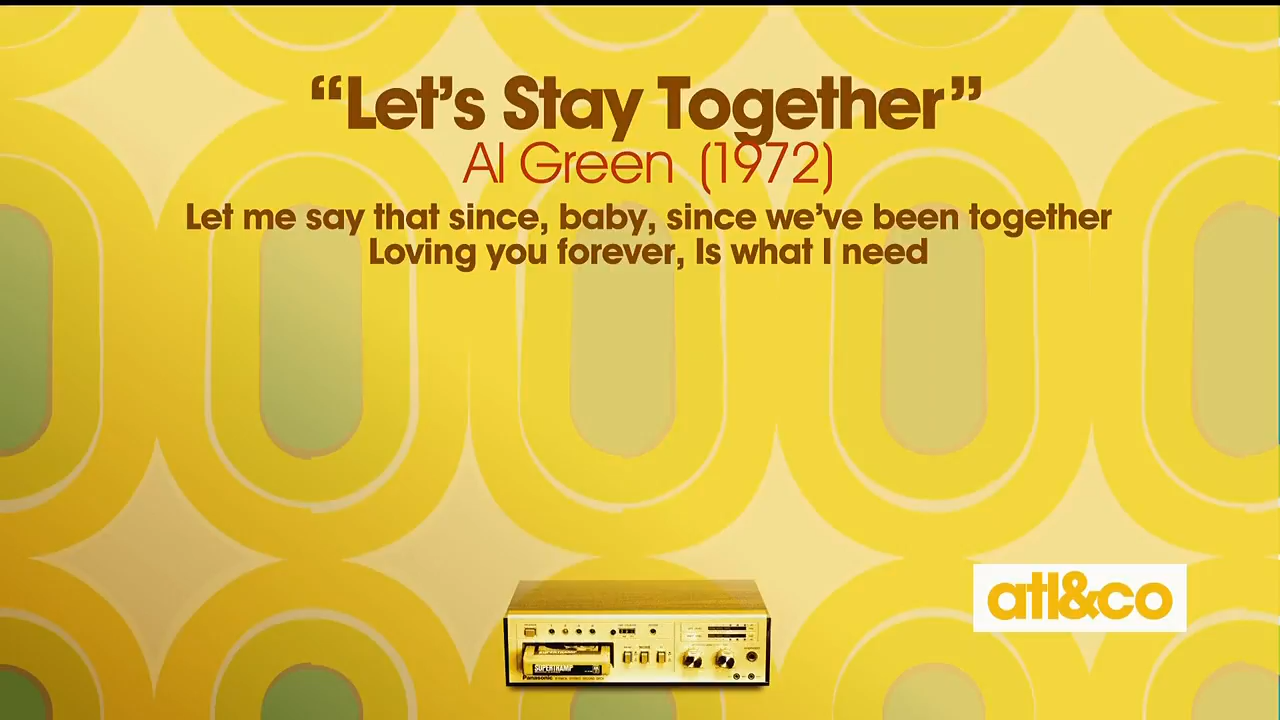 “Let’s Stay Together”
Al Green (1972)
Let me say that since, baby, since we’ve been together
Loving you forever, Is what I need
atl&co
SUPERTRAMP
Panasonic